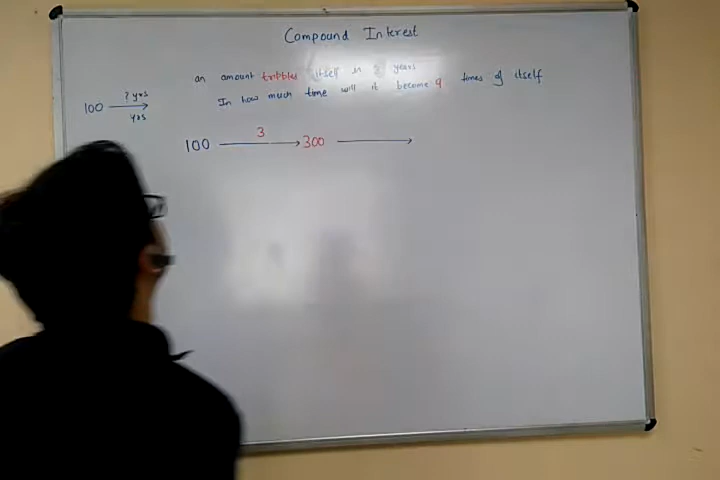 Compound Interest
an amount tribbles itself in 3 years
In how much time will it become 9 times of itself
? yrs
100
yrs
3
100 300